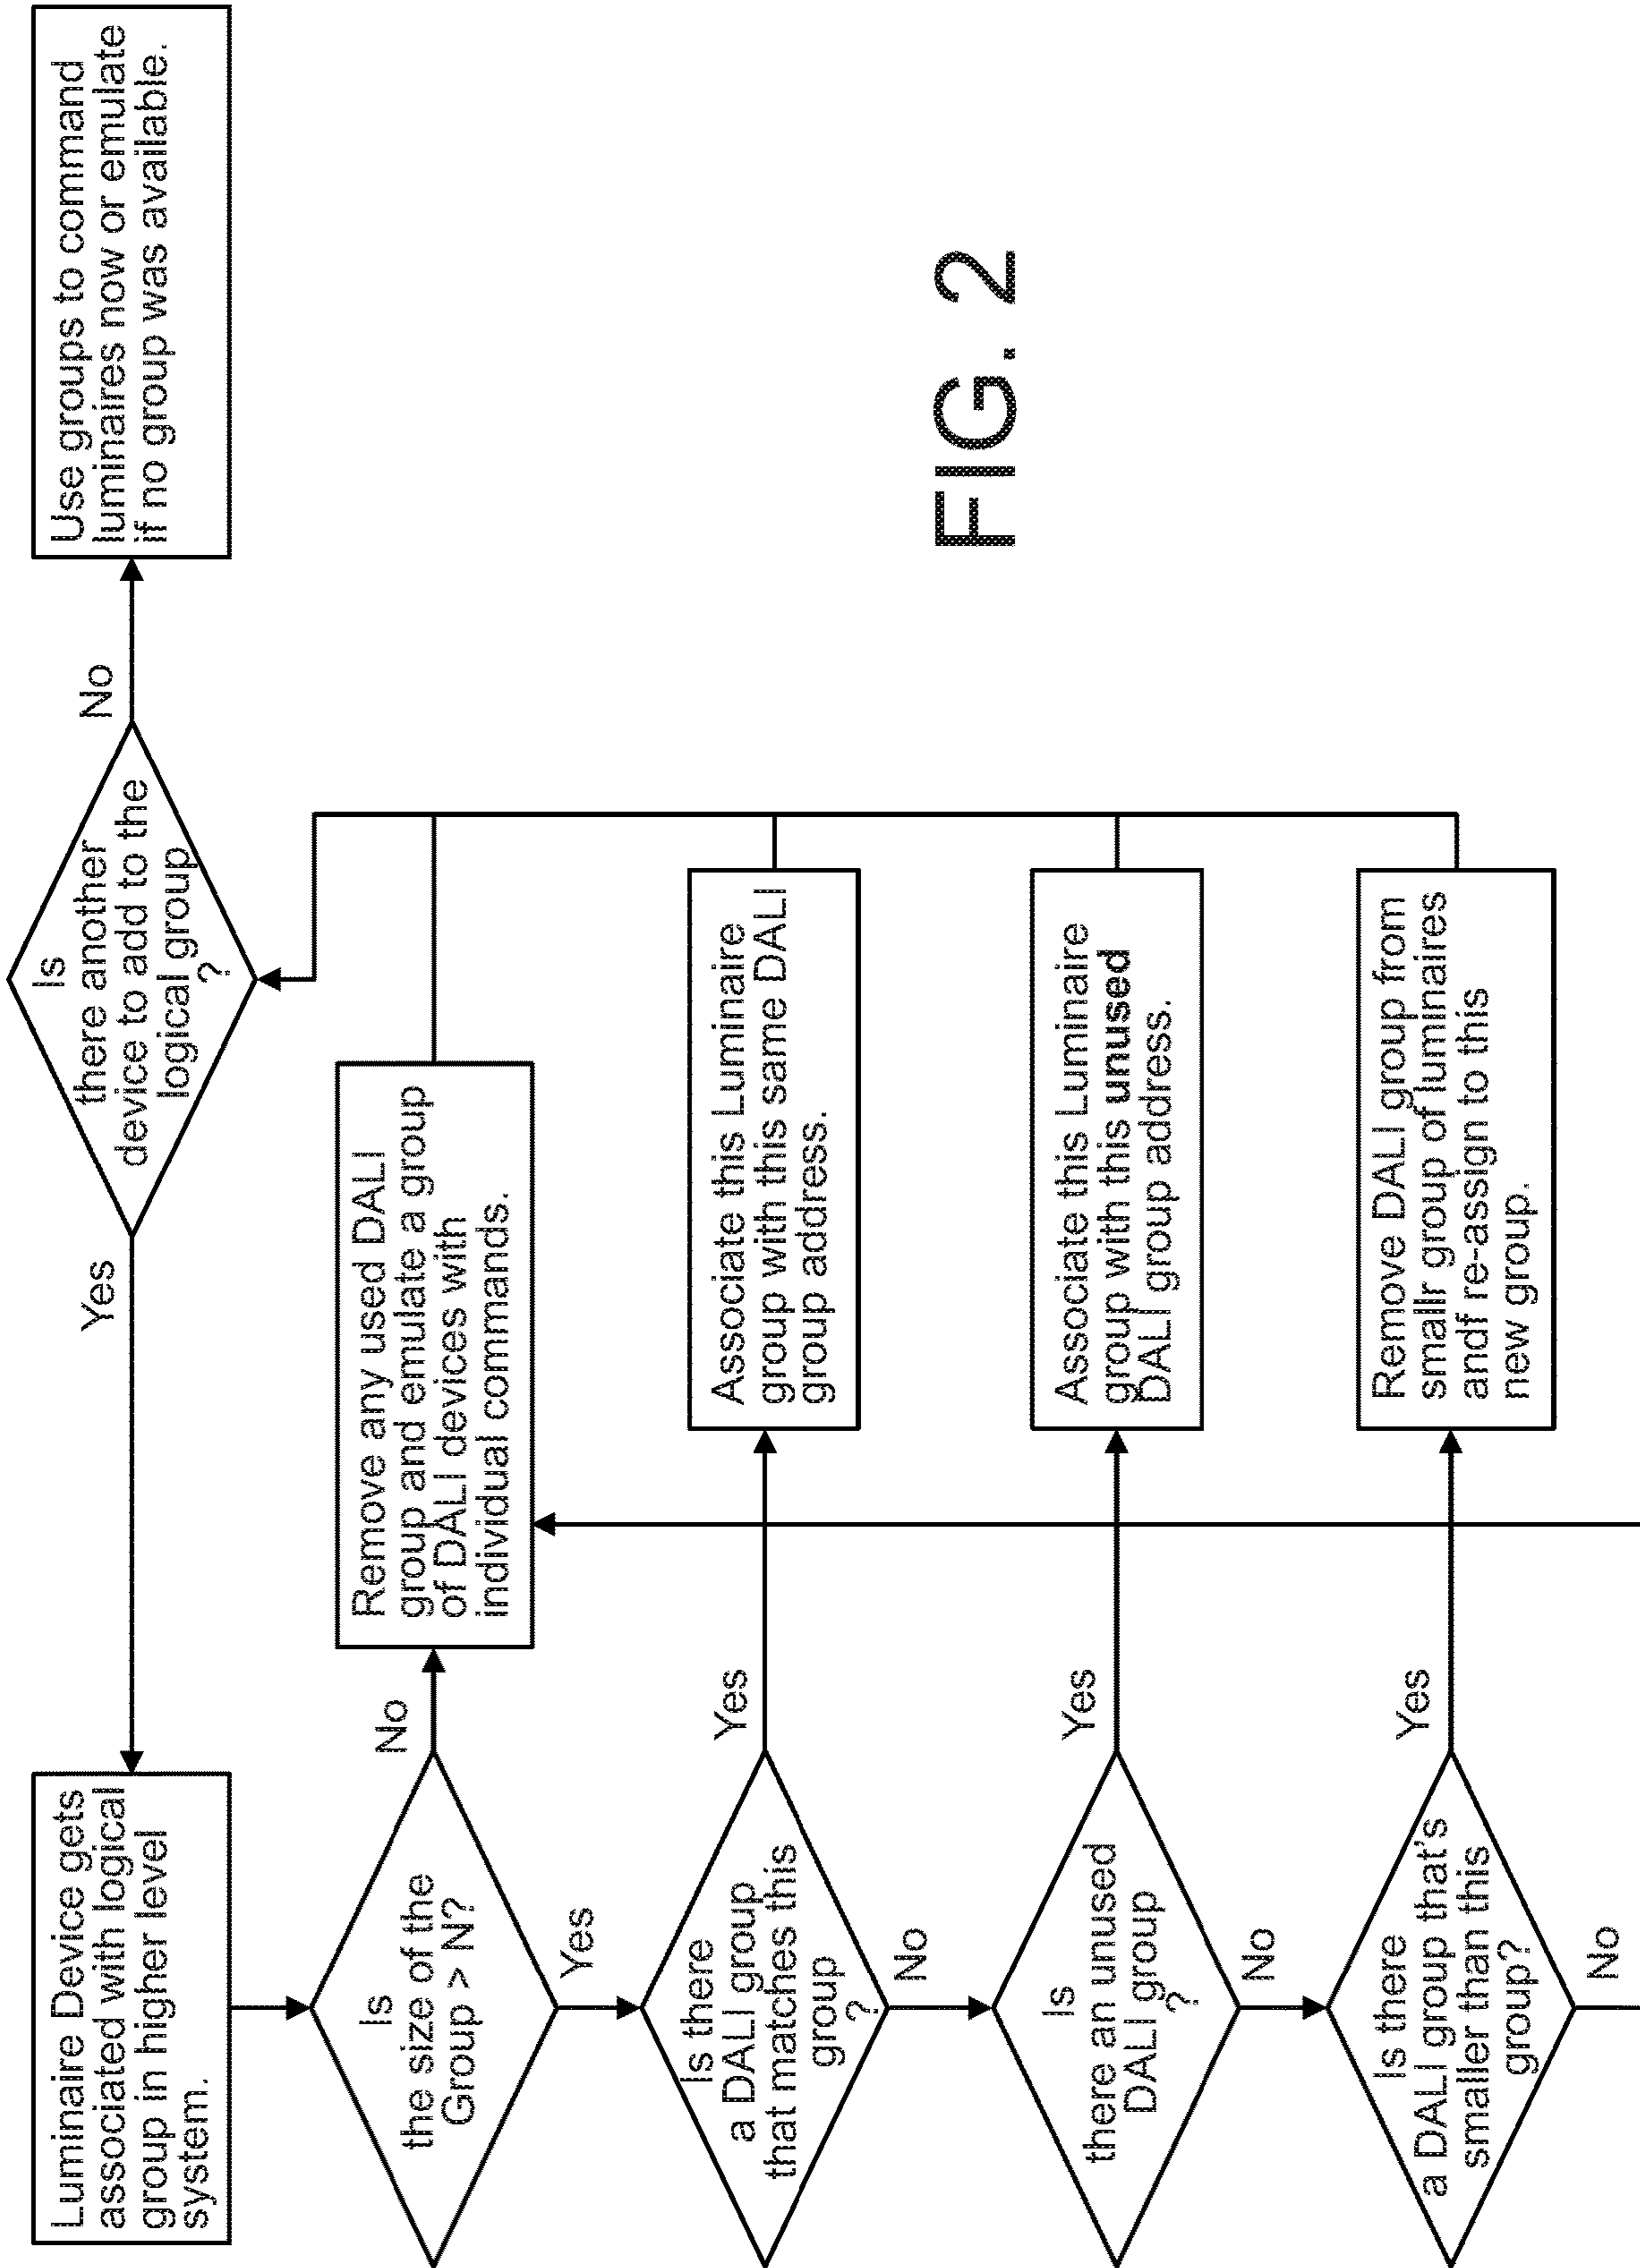 Luminaire Device gets
associated with logical
group in higher level
system.
Yes
Is
there another
device to add to the
logical group
?
No
Use groups to command
luminaires now or emulate
if no group was available.
Is
the size of the
Group > N?
No
Remove any used DALI
group and emulate a group
of DALI devices with
individual commands.
Yes
Is there
a DALI group
that matches this
group
?
Yes
Associate this Luminaire
group with this same DALI
group address.
No
Is
there an unused
DALI group
?
Yes
Associate this Luminaire
group with this unused
DALI group address.
No
Is there
a DALI group that's
smaller than this
group?
Yes
Remove DALI group from
smallr group of luminaires
andf re-assign to this
new group.
No
FIG. 2